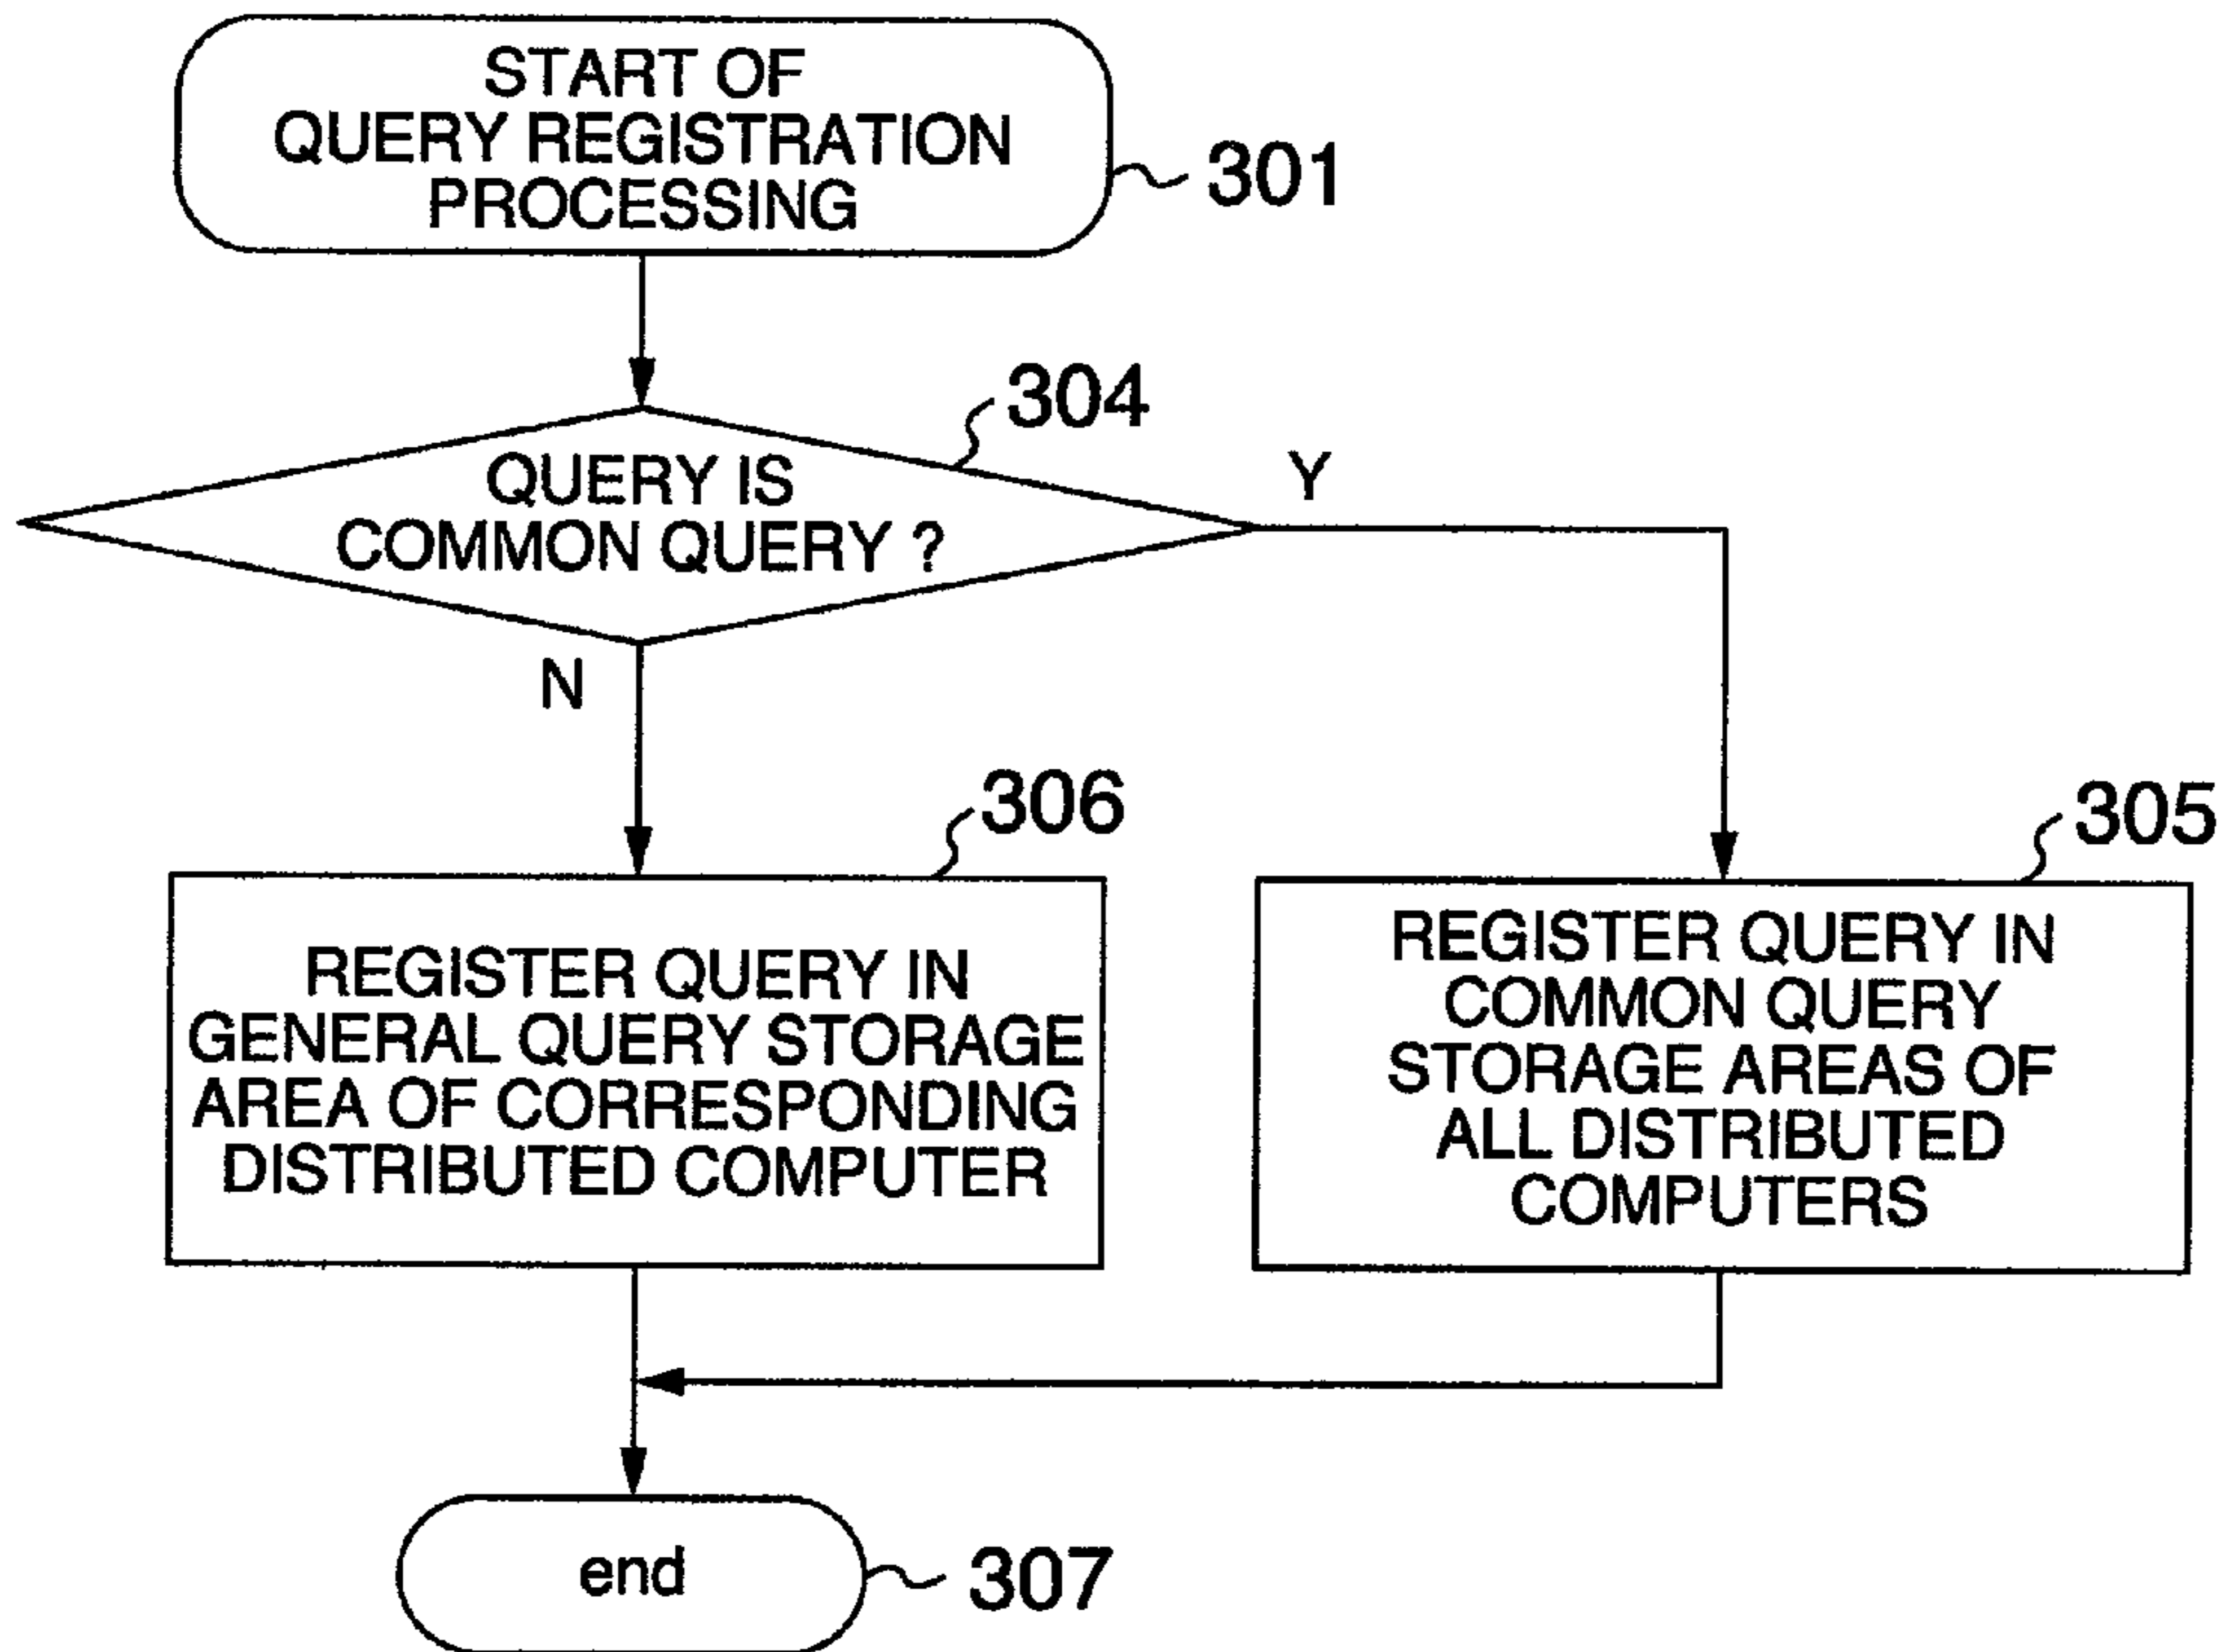 START OF
QUERY REGISTRATION
PROCESSING
301
304
QUERY IS
COMMON QUERY ?
Y
N
306
305
REGISTER QUERY IN
GENERAL QUERY STORAGE
AREA OF CORRESPONDING
DISTRIBUTED COMPUTER
REGISTER QUERY IN
COMMON QUERY
STORAGE AREAS OF
ALL DISTRIBUTED
COMPUTERS
end
307